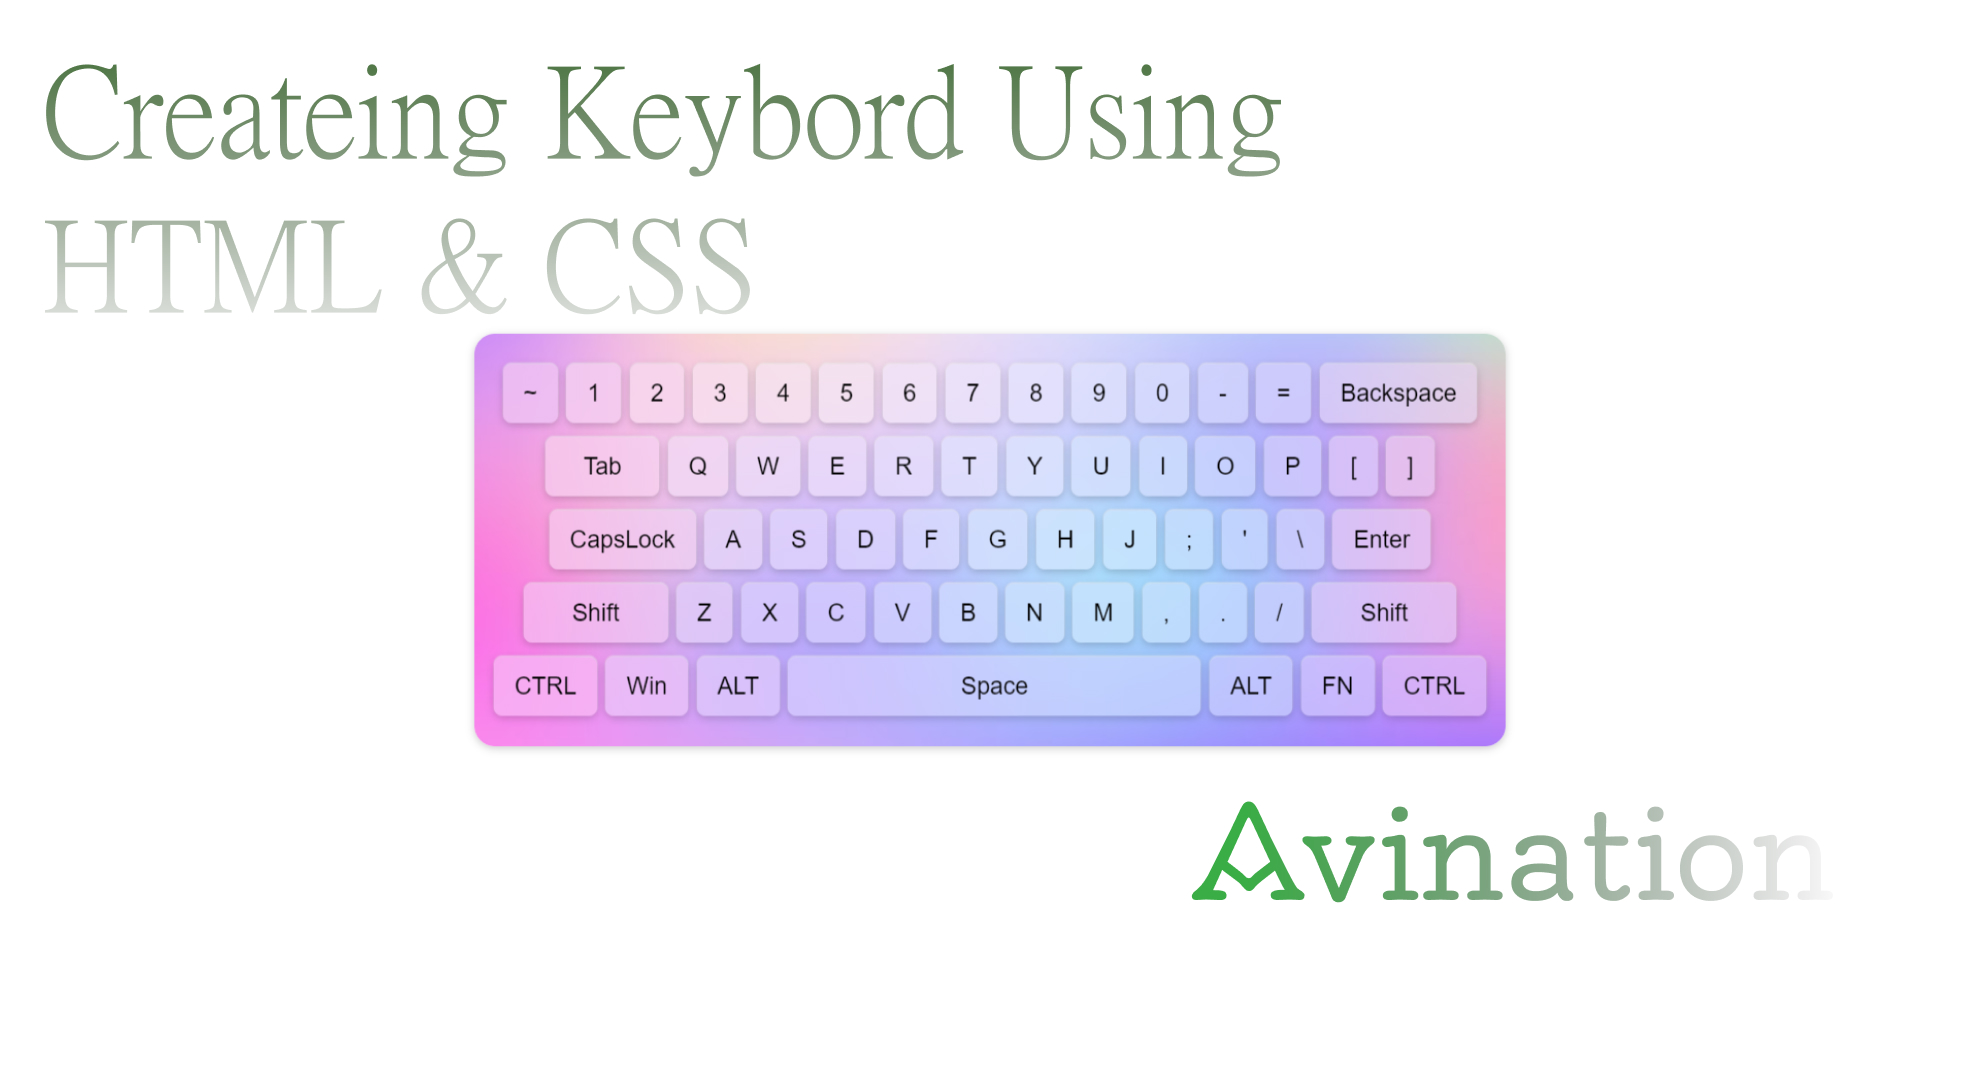 Createing Keybord Using
HTML & CSS
~ 1 2 3 4 5 6 7 8 9 0 - = Backspace
Tab Q W E R T Y U I O P [ ]
CapsLock A S D F G H J ; ' \ Enter
Shift Z X C V B N M , . / Shift
CTRL Win ALT Space ALT FN CTRL
Avination